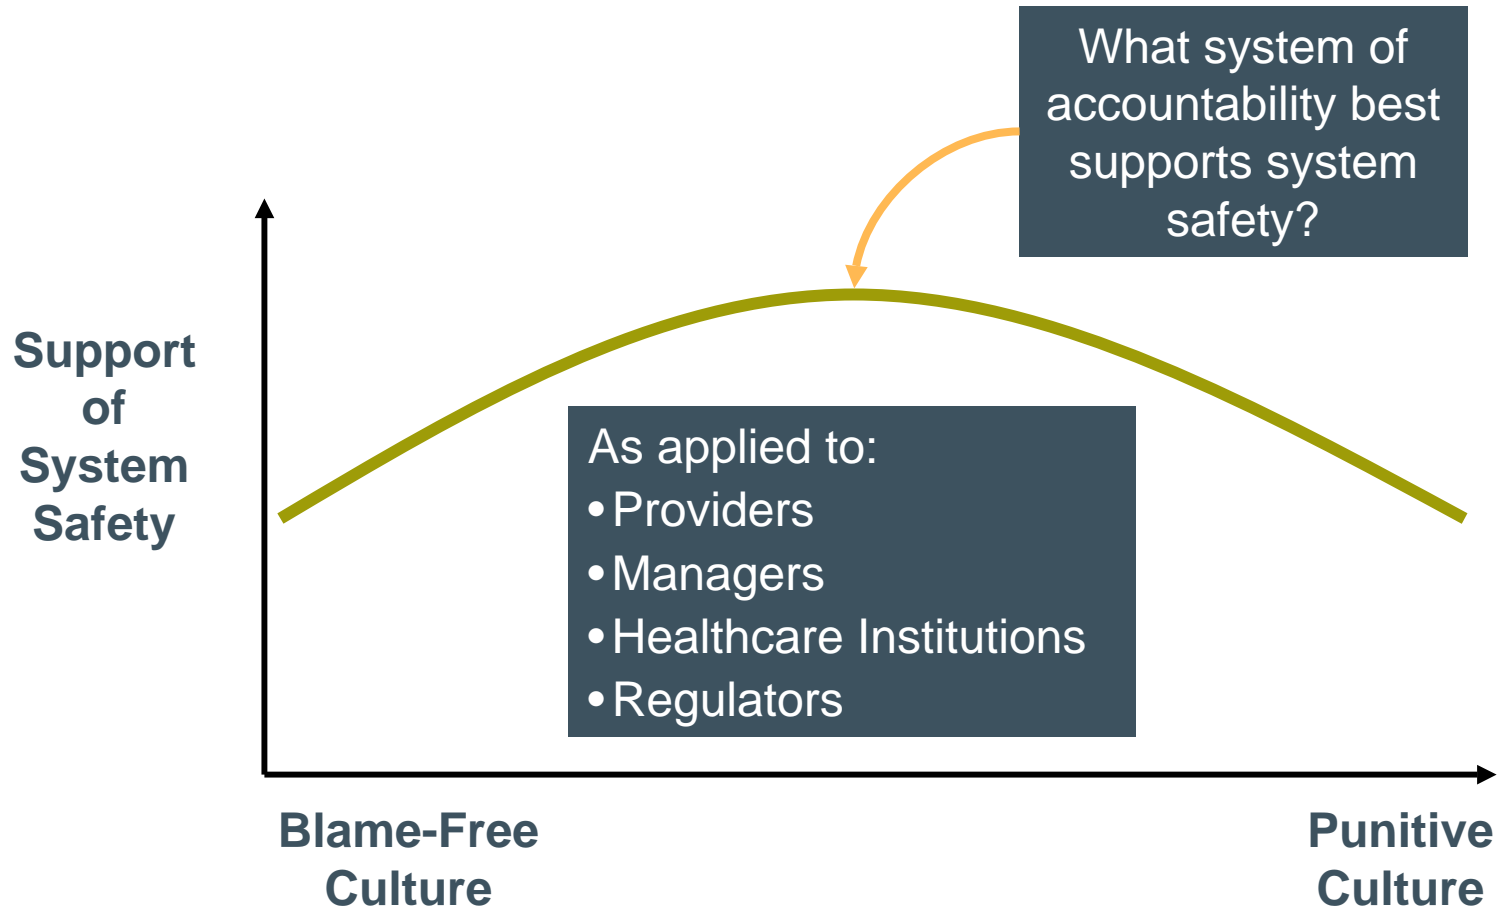 What system of
accountability best
supports system
safety?
Support
of
System
Safety
As applied to:
•Providers
•Managers
•Healthcare Institutions
•Regulators
Blame-Free
Culture
Punitive
Culture